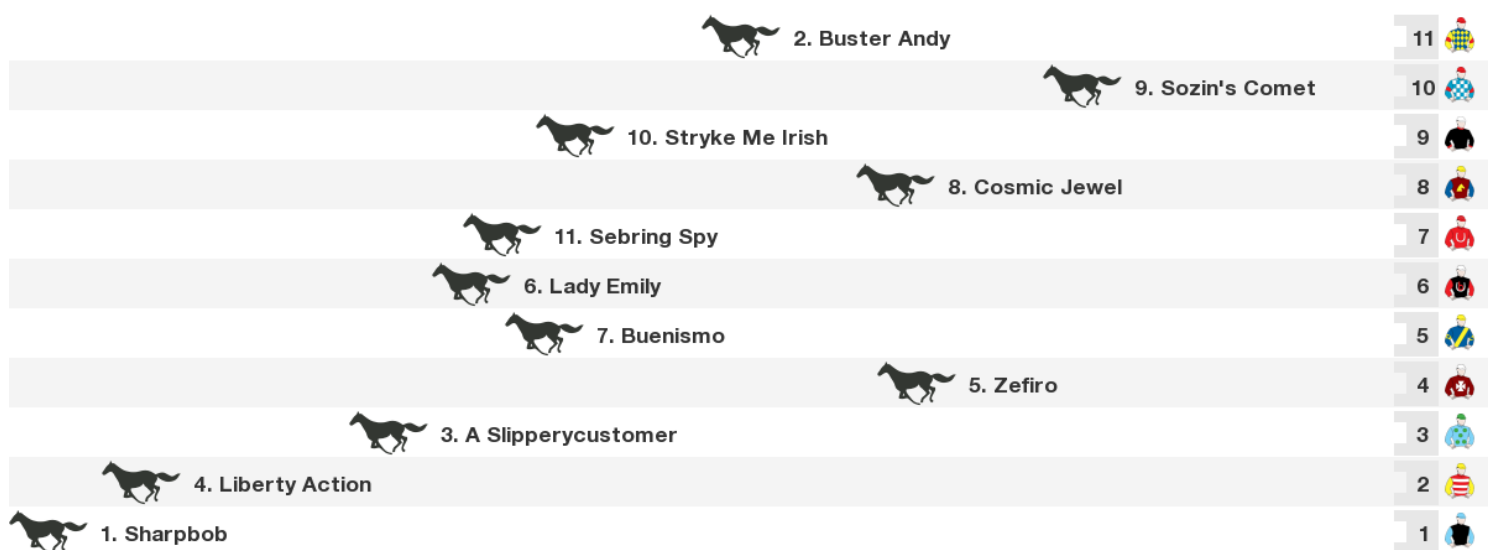 2. Buster Andy 11
9. Sozin's Comet 10
10. Stryke Me Irish 9
8. Cosmic Jewel 8
11. Sebring Spy 7
6. Lady Emily 6
7. Buenismo 5
5. Zefiro 4
3. A Slipperycustomer 3
4. Liberty Action 2
1. Sharpbob 1